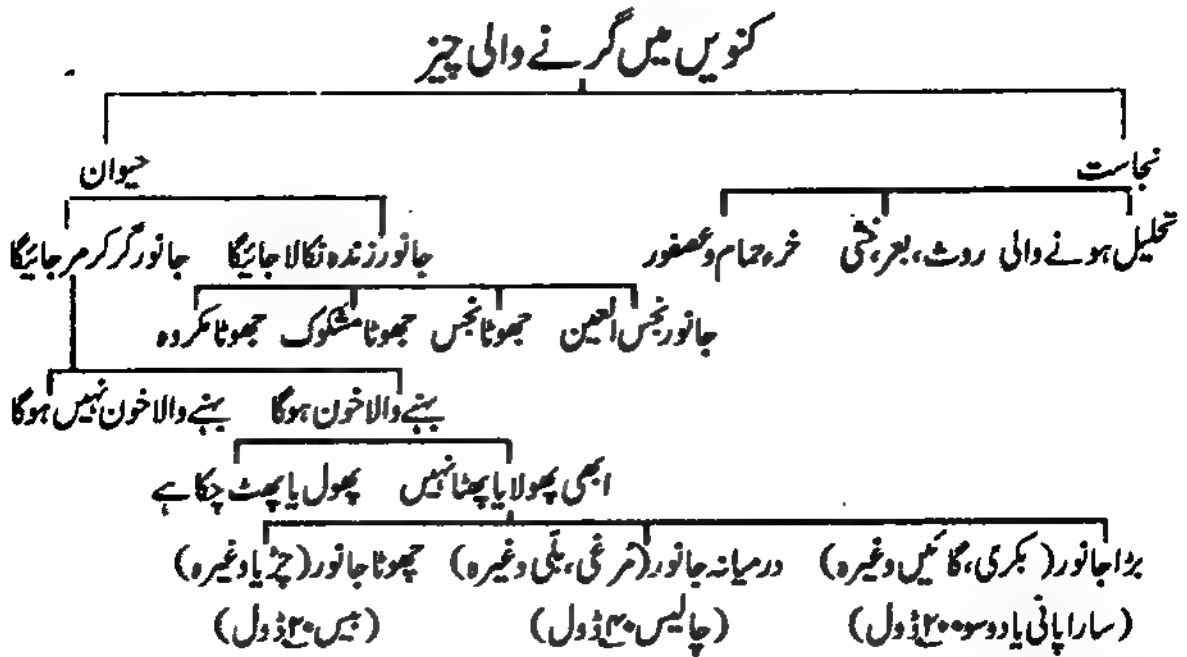 کنویں میں گرنے والی چیز
نجاست حیوان
تحلیل ہونے والی روث، بعر، خثی خرء حمام و عصفور جانور زندہ نکالا جائیگا جانور گر کر مر جائیگا
جانور نجس العین جھوٹا نجس جھوٹا مشکوک جھوٹا مکروہ
بہنے والا خون ہوگا بہنے والا خون نہیں ہوگا
ابھی پھولا یا پھٹا نہیں پھول یا پھٹ چکا ہے
بڑا جانور (بکری، گائیں وغیرہ) درمیانہ جانور (مرغی، بلی وغیرہ) چھوٹا جانور (چڑیا وغیرہ)
(سارا پانی یا دو سو ۲۰۰ ڈول) (چالیس ۴۰ ڈول) (بیس ۲۰ ڈول)